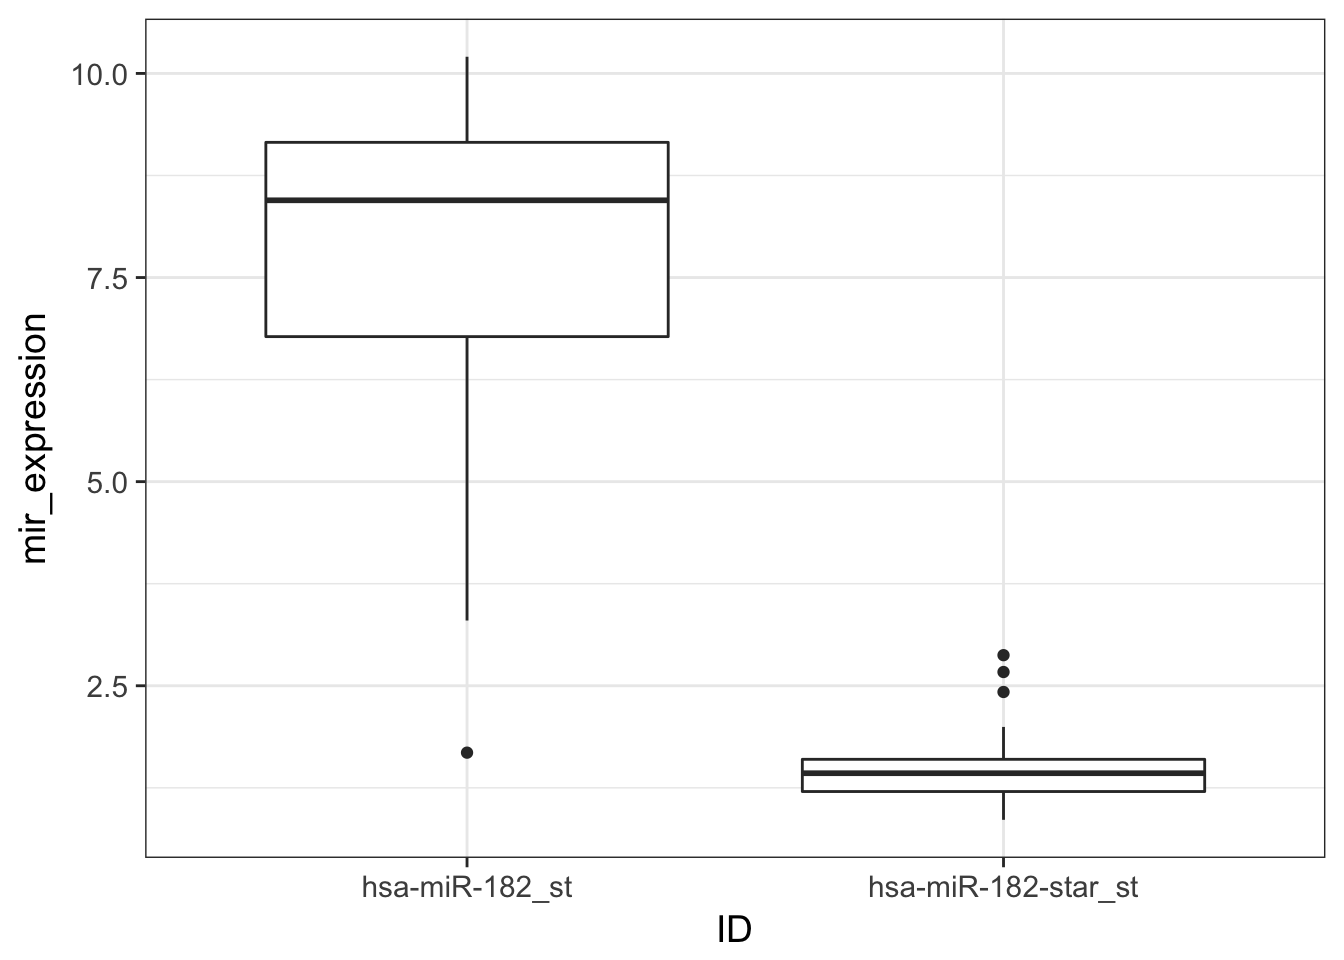 10.0
7.5
5.0
2.5
mir_expression
hsa-miR-182_st
hsa-miR-182-star_st
ID